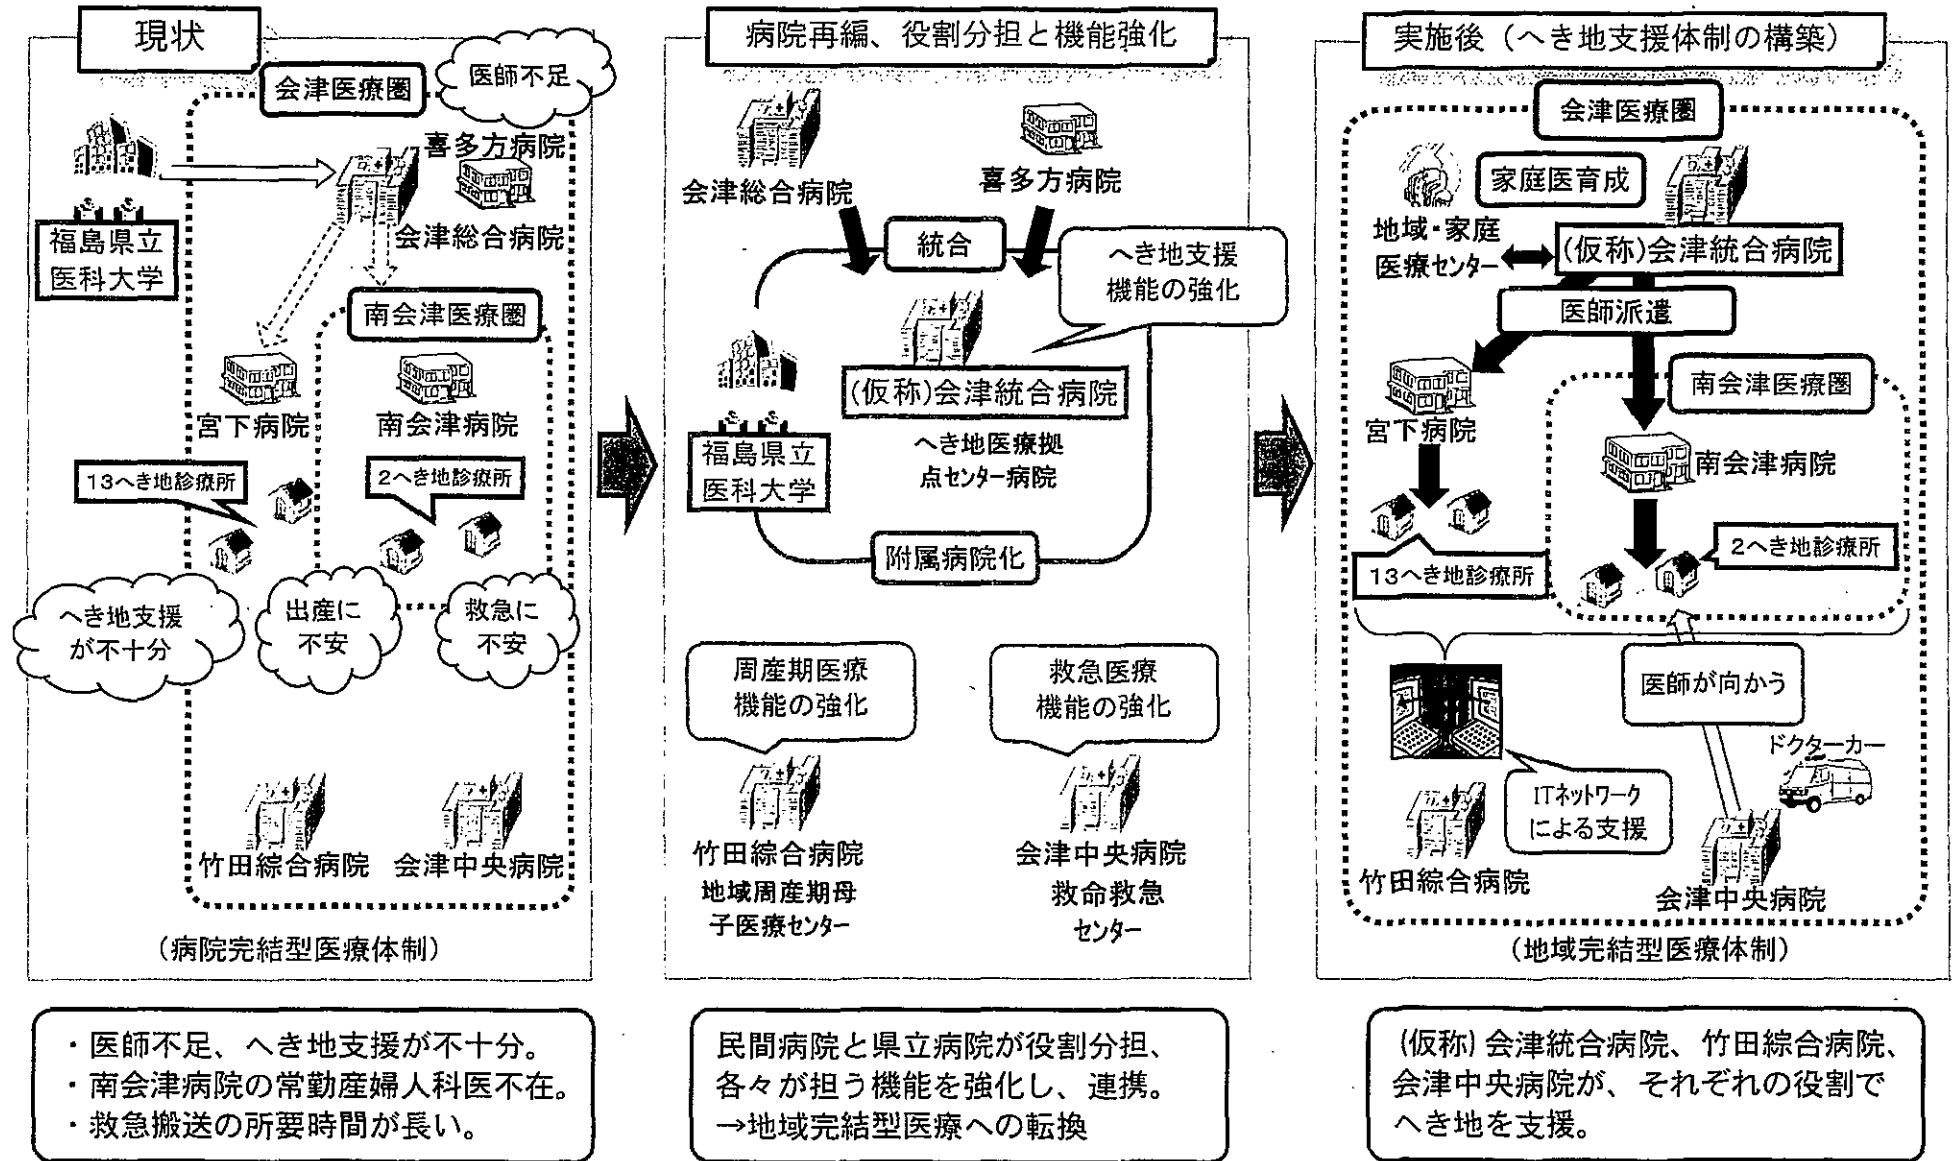 現状
会津医療圏
医師不足
喜多方病院
会津総合病院
福島県立
医科大学
南会津医療圏
宮下病院
南会津病院
13へき地診療所
2へき地診療所
へき地支援
が不十分
出産に
不安
救急に
不安
竹田綜合病院
会津中央病院
(病院完結型医療体制)
・医師不足、へき地支援が不十分。
・南会津病院の常勤産婦人科医不在。
・救急搬送の所要時間が長い。
病院再編、役割分担と機能強化
会津総合病院
喜多方病院
統合
へき地支援
機能の強化
(仮称)会津統合病院
へき地医療拠
点センター病院
福島県立
医科大学
附属病院化
周産期医療
機能の強化
救急医療
機能の強化
竹田綜合病院
地域周産期母
子医療センター
会津中央病院
救命救急
センター
民間病院と県立病院が役割分担、
各々が担う機能を強化し、連携。
→地域完結型医療への転換
実施後（へき地支援体制の構築）
会津医療圏
家庭医育成
地域・家庭
医療センター
(仮称)会津統合病院
医師派遣
宮下病院
南会津医療圏
南会津病院
13へき地診療所
2へき地診療所
医師が向かう
ドクターカー
ITネットワーク
による支援
竹田綜合病院
会津中央病院
(地域完結型医療体制)
(仮称) 会津統合病院、竹田綜合病院、
会津中央病院が、それぞれの役割で
へき地を支援。